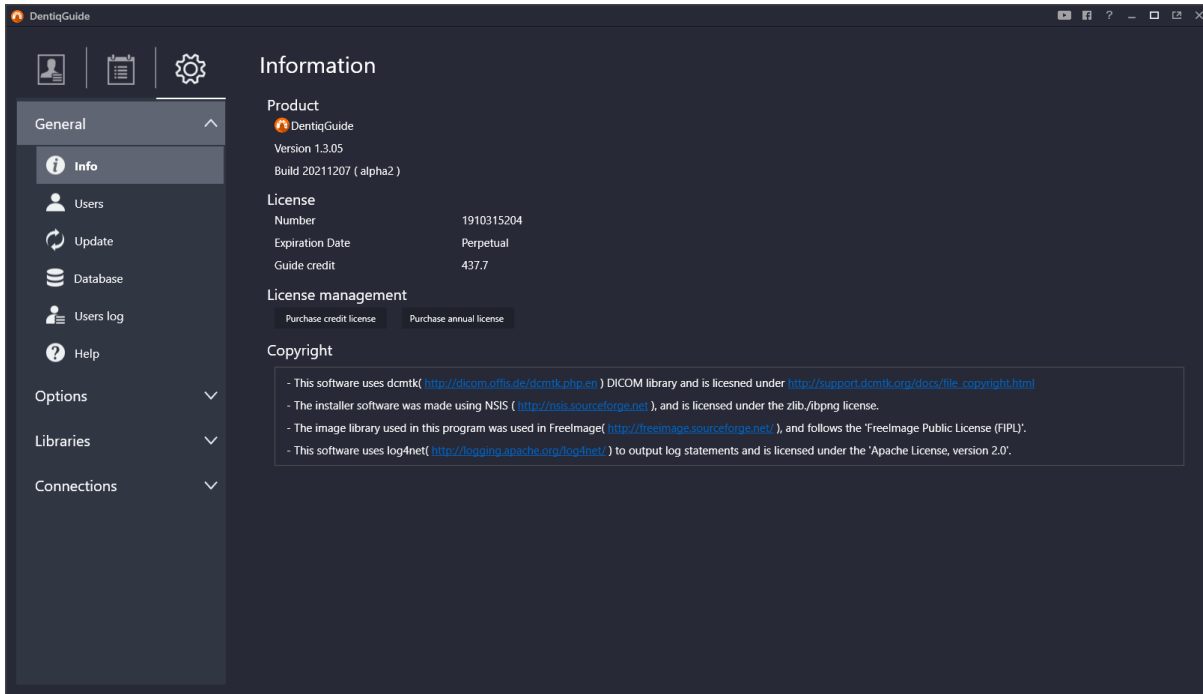 DentiqGuide
?
Information
General
Product
DentiqGuide
Version 1.3.05
Info
Build 20211207 ( alpha2 )
License
Users
Number 1910315204
Update
Expiration Date Perpetual
Guide credit 437.7
Database
License management
Users log
Purchase credit license Purchase annual license
Help
Copyright
- This software uses dcmtk( http://dicom.offis.de/dcmtk.php.en ) DICOM library and is licesned under http://support.dcmtk.org/docs/file_copyright.html
Options
- The installer software was made using NSIS ( http://nsis.sourceforge.net ), and is licensed under the zlib./ibpng license.
- The image library used in this program was used in FreeImage( http://freeimage.sourceforge.net/ ), and follows the 'FreeImage Public License (FIPL)'.
Libraries
- This software uses log4net( http://logging.apache.org/log4net/ ) to output log statements and is licensed under the 'Apache License, version 2.0'.
Connections